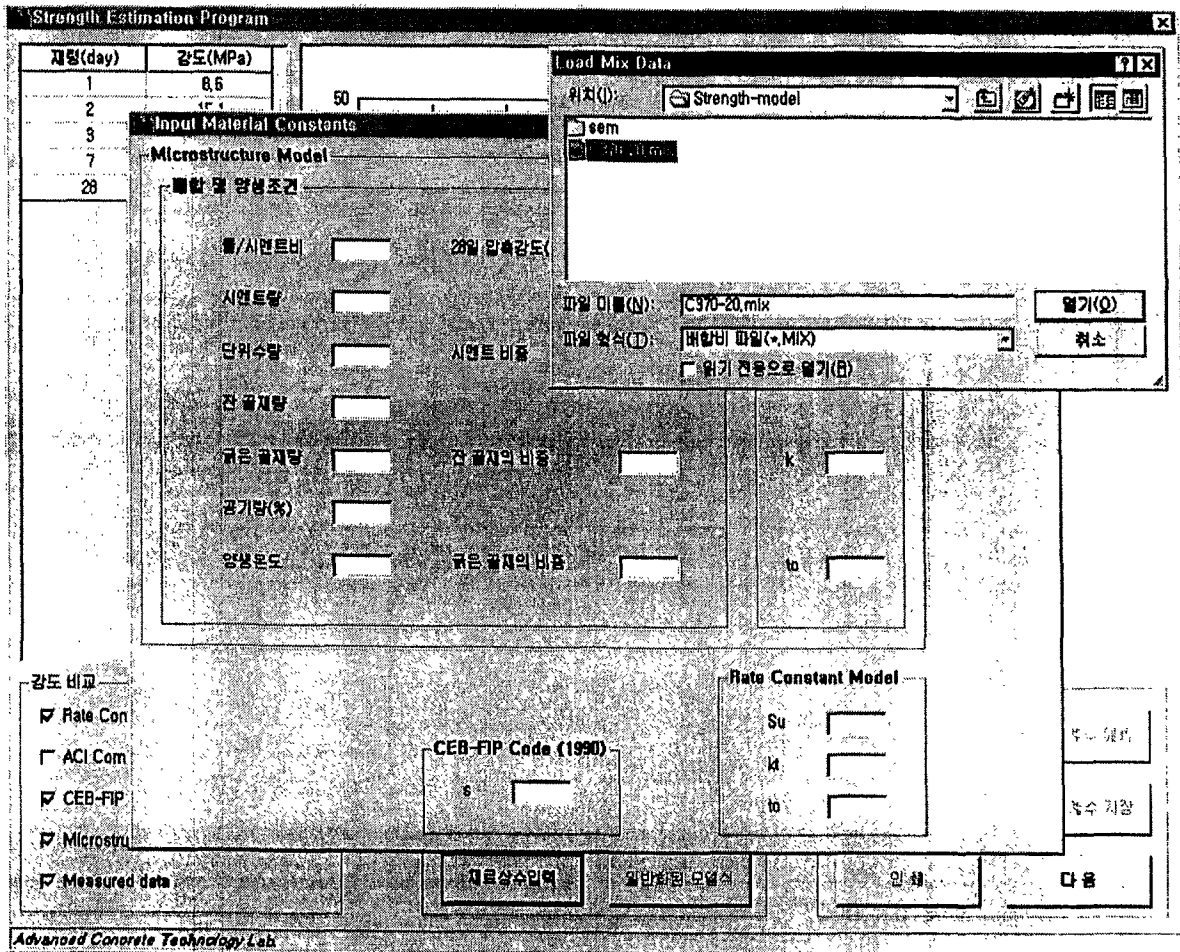 Strength Estimation Program
재령(day) 강도(MPa)
1 8,6
2 15,1
3
7
28
50
Load Mix Data
위치(I): Strength-model
sem
파일 이름(N): C370-20,mix 열기(O)
파일 형식(T): 배합비 파일(*,MIX) 취소
읽기 전용으로 열기(R)
Input Material Constants
Microstructure Model
배합 및 양생조건
물/시멘트비 28일 압축강도(
시멘트량
단위수량 시멘트 비중
잔 골재량
굵은 골재량 잔 골재의 비중 k
공기량(%)
양생온도 굵은 골재의 비중 to
Rate Constant Model
Su
kt
to
CEB-FIP Code (1990)
s
감도 비교
Rate Con
ACI Com
CEB-FIP
Microstru
Measured data
재료상수입력 일반화된 모델식 인 쇄 다 음
저장
Advanced Concrete Technology Lab